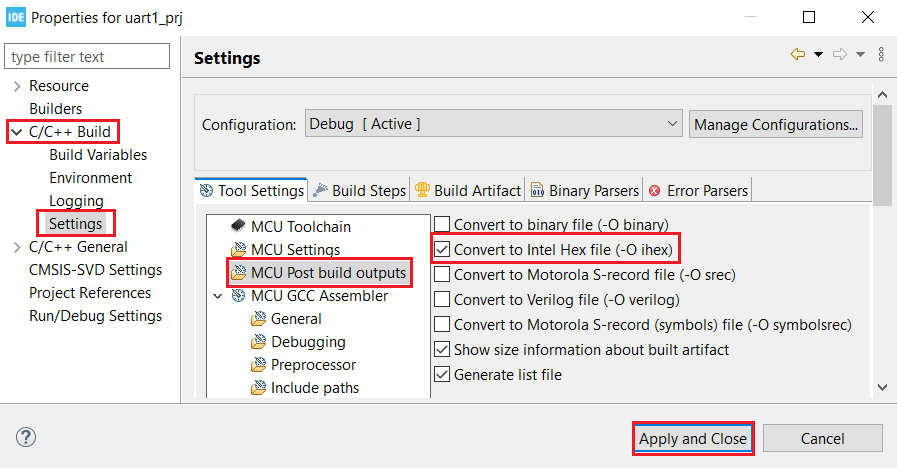 IDE Properties for uart1_prj
type filter text
Resource
Builders
C/C++ Build
Build Variables
Environment
Logging
Settings
C/C++ General
CMSIS-SVD Settings
Project References
Run/Debug Settings
Settings
Configuration: Debug [ Active ] Manage Configurations...
Tool Settings Build Steps Build Artifact Binary Parsers Error Parsers
MCU Toolchain
MCU Settings
MCU Post build outputs
MCU GCC Assembler
General
Debugging
Preprocessor
Include paths
Convert to binary file (-O binary)
Convert to Intel Hex file (-O ihex)
Convert to Motorola S-record file (-O srec)
Convert to Verilog file (-O verilog)
Convert to Motorola S-record (symbols) file (-O symbolsrec)
Show size information about built artifact
Generate list file
? Apply and Close Cancel